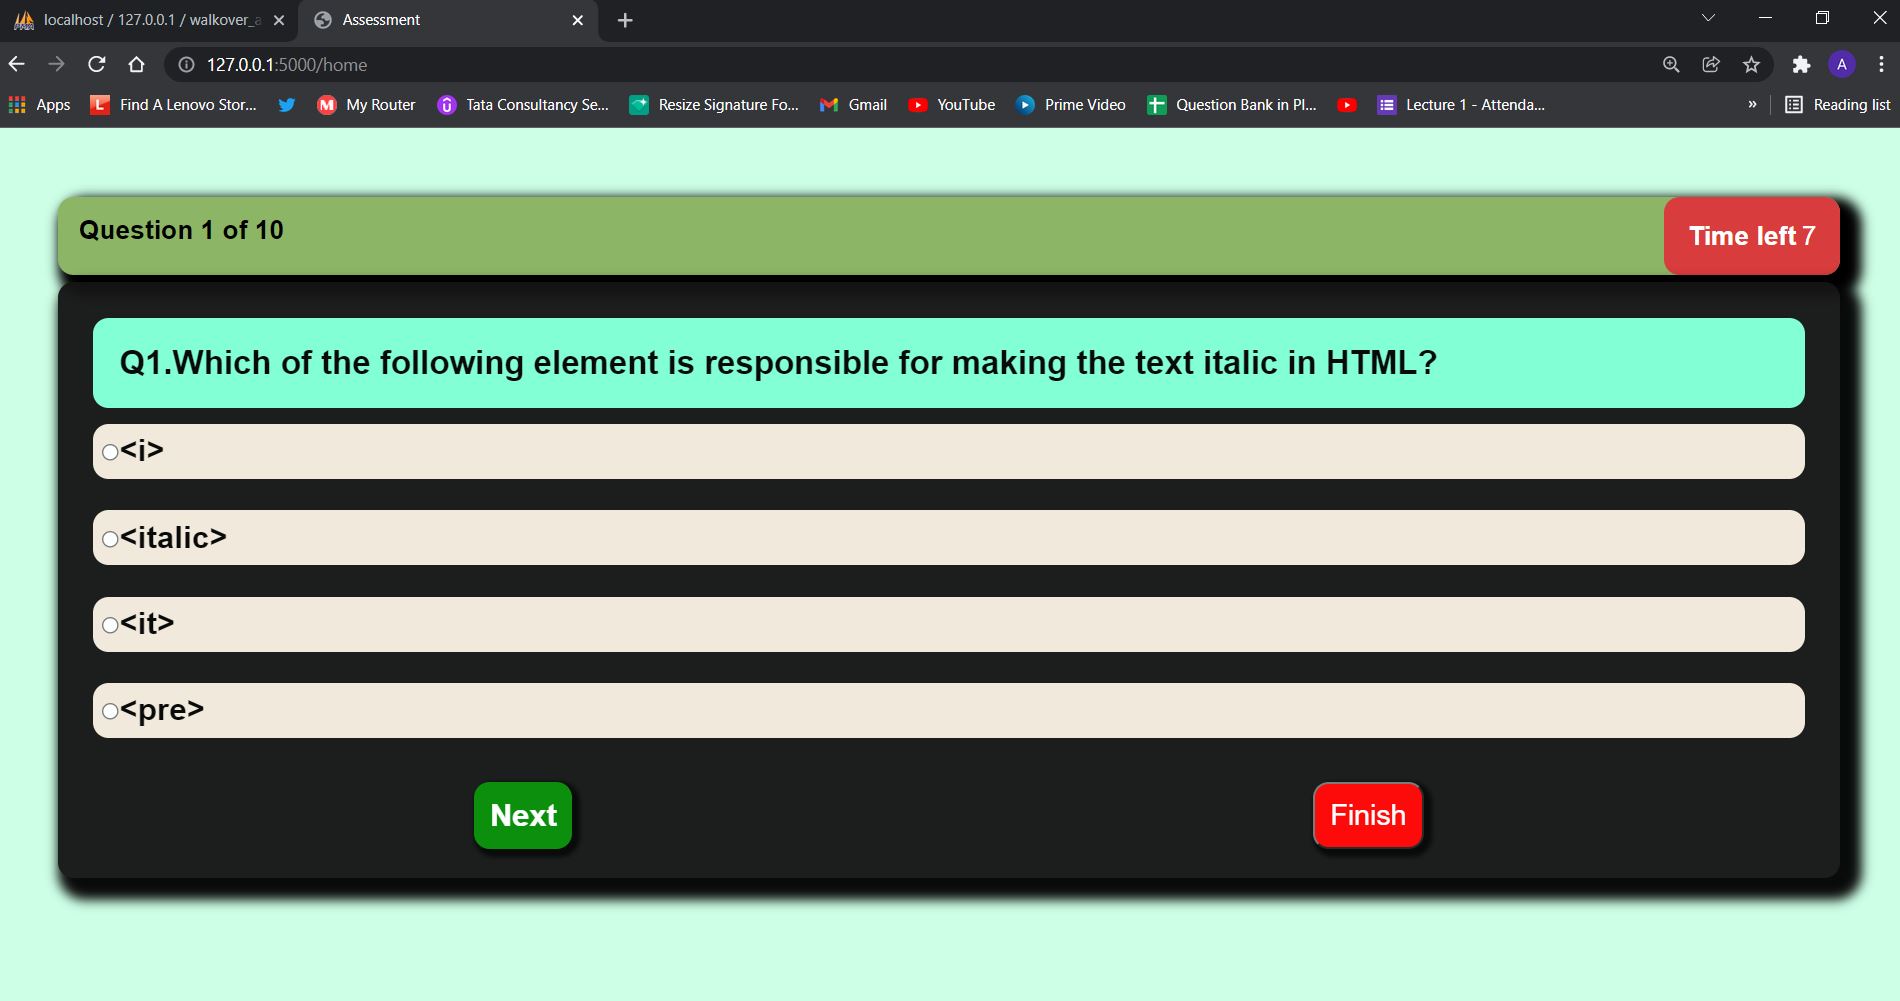 localhost / 127.0.0.1 / walkover_a
Assessment
127.0.0.1:5000/home
A
Apps
Find A Lenovo Stor...
My Router
Tata Consultancy Se...
Resize Signature Fo...
Gmail
YouTube
Prime Video
Question Bank in Pl...
Lecture 1 - Attenda...
»
Reading list
Question 1 of 10
Time left 7
Q1.Which of the following element is responsible for making the text italic in HTML?
<i>
<italic>
<it>
<pre>
Next
Finish